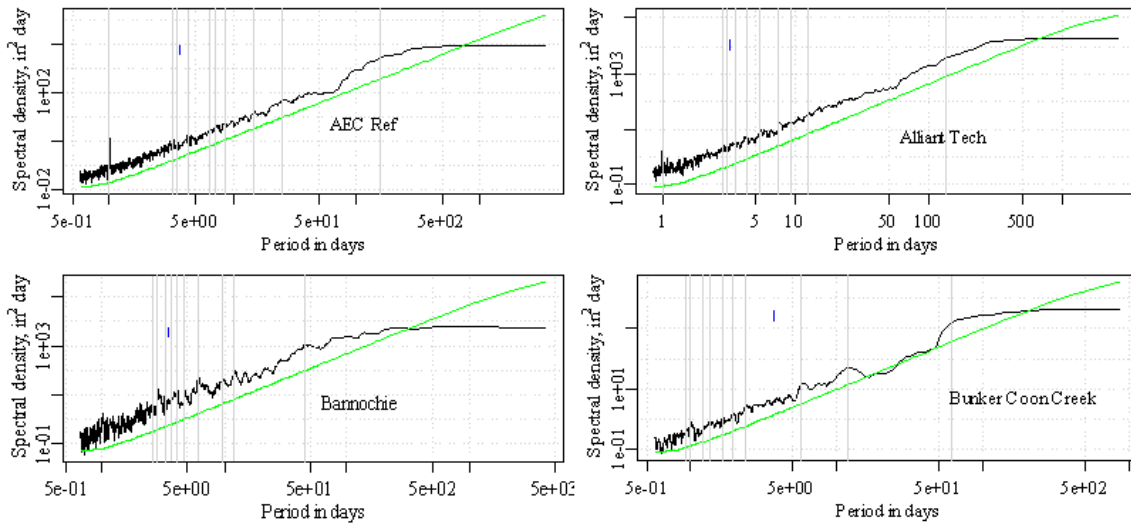 Spectral density, in² day
1e-02 1e+02
AEC Ref
5e-01 5e+00 5e+01 5e+02
Period in days
Spectral density, in² day
1e-01 1e+03
Alliant Tech
1 5 10 50 100 500
Period in days
Spectral density, in² day
1e-01 1e+03
Bannochie
5e-01 5e+00 5e+01 5e+02 5e+03
Period in days
Spectral density, in² day
1e-01 1e+01
Bunker Coon Creek
5e-01 5e+00 5e+01 5e+02
Period in days